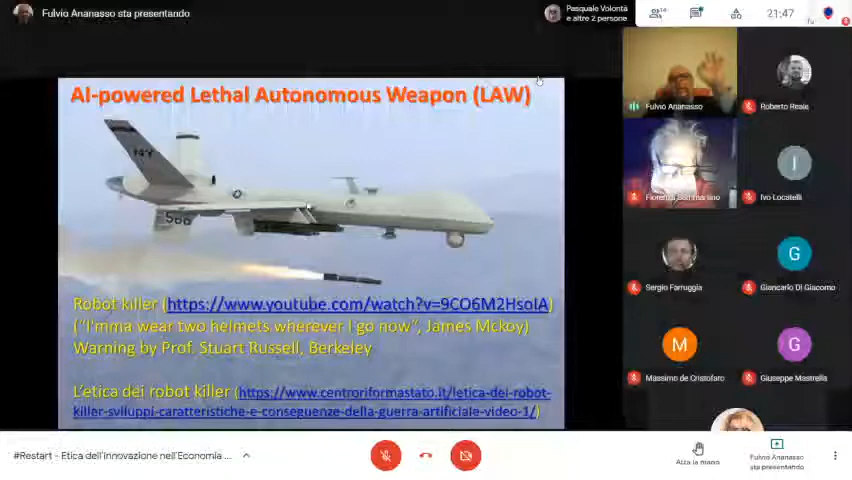 Fulvio Ananasso sta presentando
Pasquale Volontà
e altre 2 persone
14
21:47
AI-powered Lethal Autonomous Weapon (LAW)
566
Robot killer (https://www.youtube.com/watch?v=9CO6M2HsoIA)
("I'mma wear two helmets wherever I go now", James Mckoy)
Warning by Prof. Stuart Russell, Berkeley
L'etica dei robot killer (https://www.centroriformastato.it/letica-dei-robot-
killer-sviluppi-caratteristiche-e-conseguenze-della-guerra-artificiale-video-1/)
Fulvio Ananasso
Roberto Reale
I
Ivo Locatelli
Sergio Farruggia
G
Giancarlo Di Giacomo
M
Massimo de Cristofaro
G
Giuseppe Mastrella
#Restart - Etica dell'Innovazione nell'Economia ...
Alza la mano
Fulvio Ananasso
sta presentando